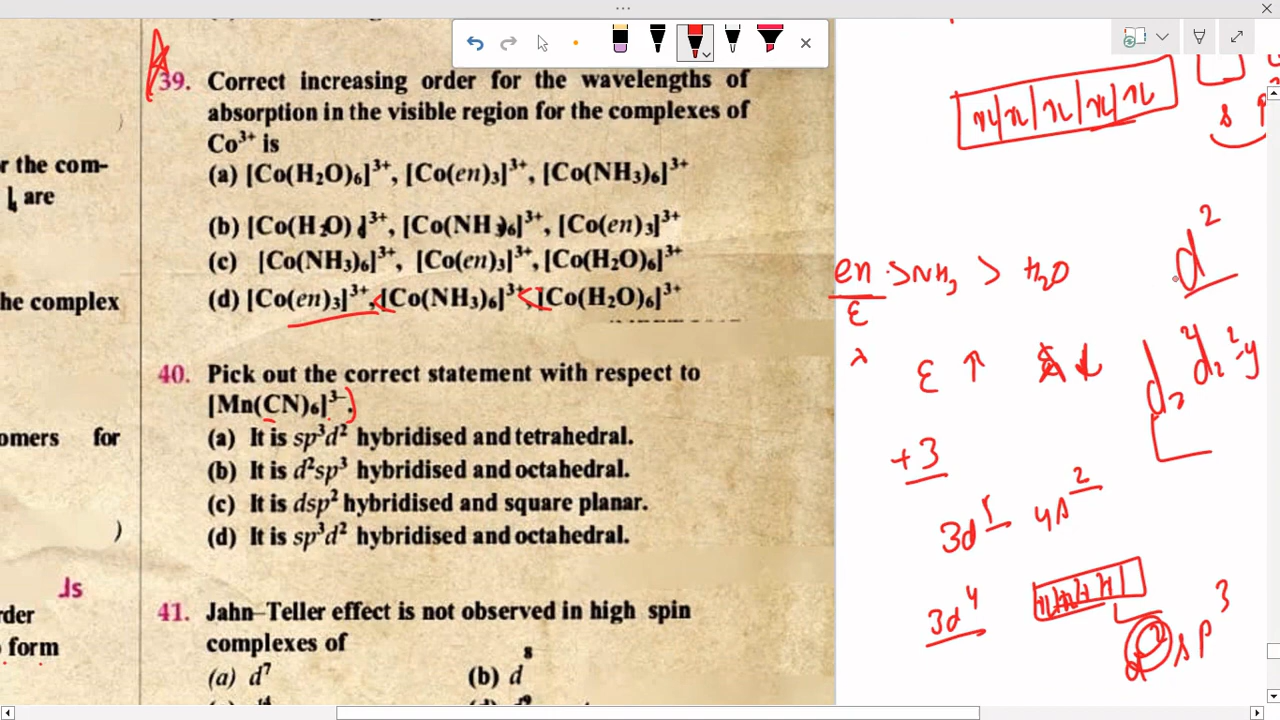 39. Correct increasing order for the wavelengths of
absorption in the visible region for the complexes of
Co³⁺ is
(a) [Co(H₂O)₆]³⁺, [Co(en)₃]³⁺, [Co(NH₃)₆]³⁺
(b) [Co(H₂O)₆]³⁺, [Co(NH₃)₆]³⁺, [Co(en)₃]³⁺
(c) [Co(NH₃)₆]³⁺, [Co(en)₃]³⁺, [Co(H₂O)₆]³⁺
(d) [Co(en)₃]³⁺, [Co(NH₃)₆]³⁺, [Co(H₂O)₆]³⁺
40. Pick out the correct statement with respect to
[Mn(CN)₆]³⁻.
(a) It is sp³d² hybridised and tetrahedral.
(b) It is d²sp³ hybridised and octahedral.
(c) It is dsp² hybridised and square planar.
(d) It is sp³d² hybridised and octahedral.
41. Jahn–Teller effect is not observed in high spin
complexes of
(a) d⁷
(b) d⁸
r the com-
are
he complex
omers for
)
ls
rder
form
s p
d²
en > NH₃ > H₂O
ε
λ
ε ↑
+3
3d⁵ 4s²
3d⁴
d² s p³